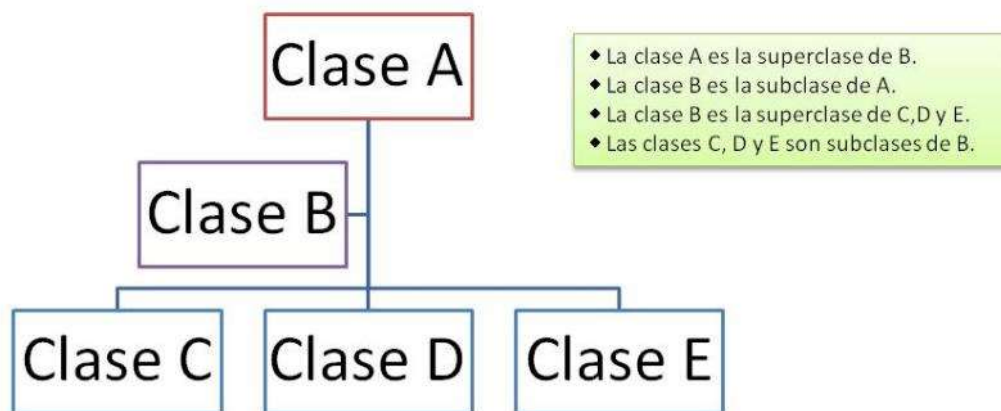 Clase A
Clase B
Clase C
Clase D
Clase E
◆ La clase A es la superclase de B.
◆ La clase B es la subclase de A.
◆ La clase B es la superclase de C,D y E.
◆ Las clases C, D y E son subclases de B.